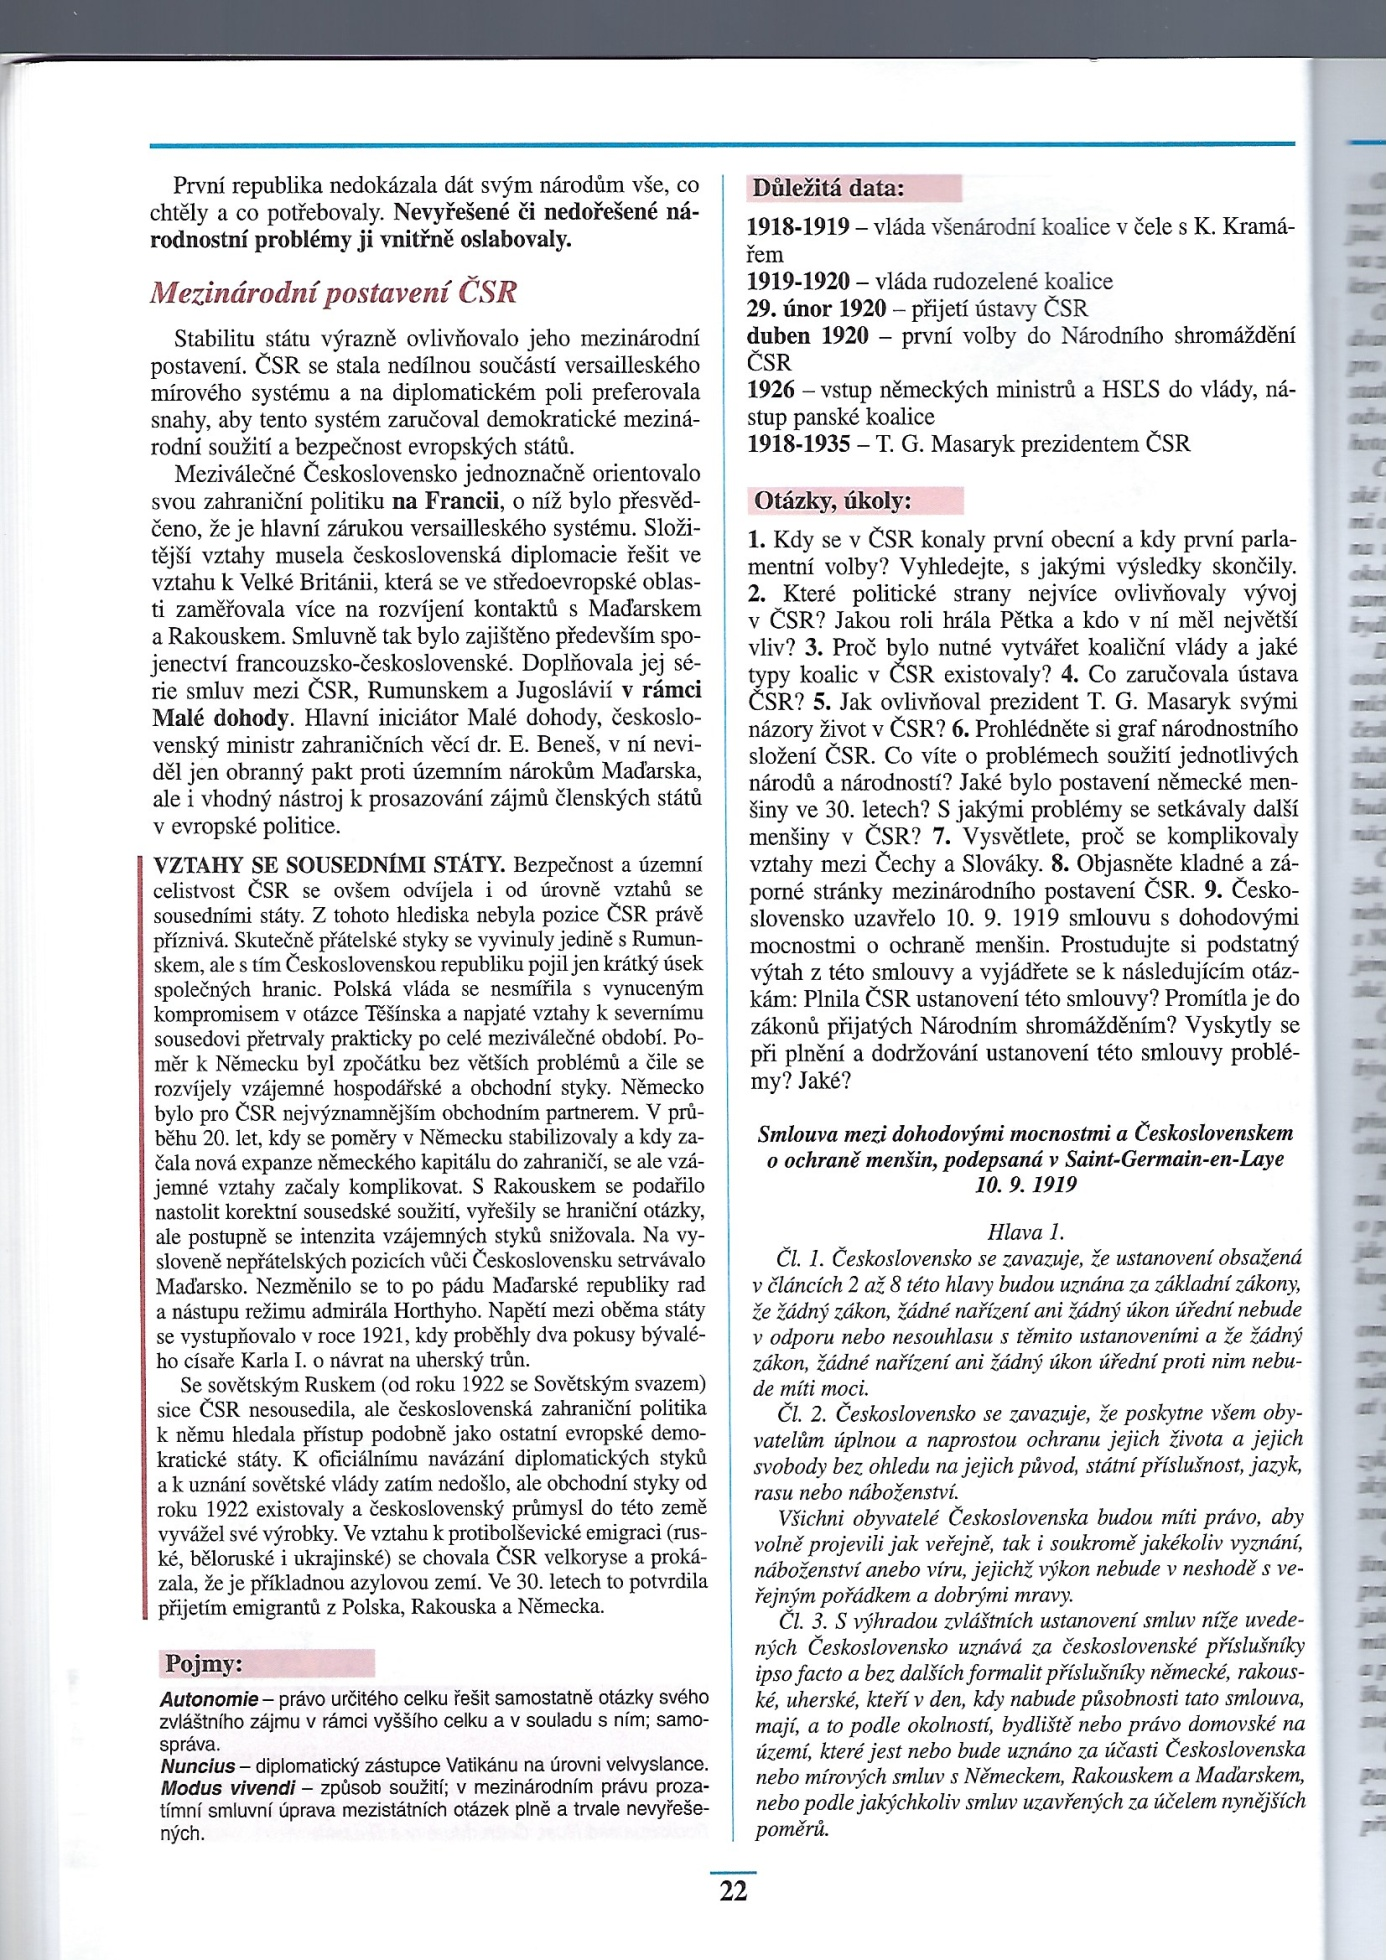 První republika nedokázala dát svým národům vše, co
chtěly a co potřebovaly. Nevyřešené či nedořešené ná-
rodnostní problémy ji vnitřně oslabovaly.
Mezinárodní postavení ČSR
Stabilitu státu výrazně ovlivňovalo jeho mezinárodní
postavení. ČSR se stala nedílnou součástí versailleského
mírového systému a na diplomatickém poli preferovala
snahy, aby tento systém zaručoval demokratické meziná-
rodní soužití a bezpečnost evropských států.
Meziválečné Československo jednoznačně orientovalo
svou zahraniční politiku na Francii, o níž bylo přesvěd-
čeno, že je hlavní zárukou versailleského systému. Složi-
tější vztahy musela československá diplomacie řešit ve
vztahu k Velké Británii, která se ve středoevropské oblas-
ti zaměřovala více na rozvíjení kontaktů s Maďarskem
a Rakouskem. Smluvně tak bylo zajištěno především spo-
jenectví francouzsko-československé. Doplňovala jej sé-
rie smluv mezi ČSR, Rumunskem a Jugoslávií v rámci
Malé dohody. Hlavní iniciátor Malé dohody, českoslo-
venský ministr zahraničních věcí dr. E. Beneš, v ní nevi-
děl jen obranný pakt proti územním nárokům Maďarska,
ale i vhodný nástroj k prosazování zájmů členských států
v evropské politice.
VZTAHY SE SOUSEDNÍMI STÁTY. Bezpečnost a územní
celistvost ČSR se ovšem odvíjela i od úrovně vztahů se
sousedními státy. Z tohoto hlediska nebyla pozice ČSR právě
příznivá. Skutečně přátelské styky se vyvinuly jedině s Rumun-
skem, ale s tím Československou republiku pojil jen krátký úsek
společných hranic. Polská vláda se nesmířila s vynuceným
kompromisem v otázce Těšínska a napjaté vztahy k severnímu
sousedovi přetrvaly prakticky po celé meziválečné období. Po-
měr k Německu byl zpočátku bez větších problémů a čile se
rozvíjely vzájemné hospodářské a obchodní styky. Německo
bylo pro ČSR nejvýznamnějším obchodním partnerem. V prů-
běhu 20. let, kdy se poměry v Německu stabilizovaly a kdy za-
čala nová expanze německého kapitálu do zahraničí, se ale vzá-
jemné vztahy začaly komplikovat. S Rakouskem se podařilo
nastolit korektní sousedské soužití, vyřešily se hraniční otázky,
ale postupně se intenzita vzájemných styků snižovala. Na vy-
sloveně nepřátelských pozicích vůči Československu setrvávalo
Maďarsko. Nezměnilo se to po pádu Maďarské republiky rad
a nástupu režimu admirála Horthyho. Napětí mezi oběma státy
se vystupňovalo v roce 1921, kdy proběhly dva pokusy bývalé-
ho císaře Karla I. o návrat na uherský trůn.
Se sovětským Ruskem (od roku 1922 se Sovětským svazem)
sice ČSR nesousedila, ale československá zahraniční politika
k němu hledala přístup podobně jako ostatní evropské demo-
kratické státy. K oficiálnímu navázání diplomatických styků
a k uznání sovětské vlády zatím nedošlo, ale obchodní styky od
roku 1922 existovaly a československý průmysl do této země
vyvážel své výrobky. Ve vztahu k protibolševické emigraci (rus-
ké, běloruské i ukrajinské) se chovala ČSR velkoryse a proká-
zala, že je příkladnou azylovou zemí. Ve 30. letech to potvrdila
přijetím emigrantů z Polska, Rakouska a Německa.
Pojmy:
Autonomie – právo určitého celku řešit samostatně otázky svého
zvláštního zájmu v rámci vyššího celku a v souladu s ním; samo-
správa.
Nuncius – diplomatický zástupce Vatikánu na úrovni velvyslance.
Modus vivendi – způsob soužití; v mezinárodním právu proza-
tímní smluvní úprava mezistátních otázek plně a trvale nevyřeše-
ných.
Důležitá data:
1918-1919 – vláda všenárodní koalice v čele s K. Kramá-
řem
1919-1920 – vláda rudozelené koalice
29. únor 1920 – přijetí ústavy ČSR
duben 1920 – první volby do Národního shromáždění
ČSR
1926 – vstup německých ministrů a HSĽS do vlády, ná-
stup panské koalice
1918-1935 – T. G. Masaryk prezidentem ČSR
Otázky, úkoly:
1. Kdy se v ČSR konaly první obecní a kdy první parla-
mentní volby? Vyhledejte, s jakými výsledky skončily.
2. Které politické strany nejvíce ovlivňovaly vývoj
v ČSR? Jakou roli hrála Pětka a kdo v ní měl největší
vliv? 3. Proč bylo nutné vytvářet koaliční vlády a jaké
typy koalic v ČSR existovaly? 4. Co zaručovala ústava
ČSR? 5. Jak ovlivňoval prezident T. G. Masaryk svými
názory život v ČSR? 6. Prohlédněte si graf národnostního
složení ČSR. Co víte o problémech soužití jednotlivých
národů a národností? Jaké bylo postavení německé men-
šiny ve 30. letech? S jakými problémy se setkávaly další
menšiny v ČSR? 7. Vysvětlete, proč se komplikovaly
vztahy mezi Čechy a Slováky. 8. Objasněte kladné a zá-
porné stránky mezinárodního postavení ČSR. 9. Česko-
slovensko uzavřelo 10. 9. 1919 smlouvu s dohodovými
mocnostmi o ochraně menšin. Prostudujte si podstatný
výtah z této smlouvy a vyjádřete se k následujícím otáz-
kám: Plnila ČSR ustanovení této smlouvy? Promítla je do
zákonů přijatých Národním shromážděním? Vyskytly se
při plnění a dodržování ustanovení této smlouvy problé-
my? Jaké?
Smlouva mezi dohodovými mocnostmi a Československem
o ochraně menšin, podepsaná v Saint-Germain-en-Laye
10. 9. 1919
Hlava 1.
Čl. 1. Československo se zavazuje, že ustanovení obsažená
v článcích 2 až 8 této hlavy budou uznána za základní zákony,
že žádný zákon, žádné nařízení ani žádný úkon úřední nebude
v odporu nebo nesouhlasu s těmito ustanoveními a že žádný
zákon, žádné nařízení ani žádný úkon úřední proti nim nebu-
de míti moci.
Čl. 2. Československo se zavazuje, že poskytne všem oby-
vatelům úplnou a naprostou ochranu jejich života a jejich
svobody bez ohledu na jejich původ, státní příslušnost, jazyk,
rasu nebo náboženství.
Všichni obyvatelé Československa budou míti právo, aby
volně projevili jak veřejně, tak i soukromě jakékoliv vyznání,
náboženství anebo víru, jejichž výkon nebude v neshodě s ve-
řejným pořádkem a dobrými mravy.
Čl. 3. S výhradou zvláštních ustanovení smluv níže uvede-
ných Československo uznává za československé příslušníky
ipso facto a bez dalších formalit příslušníky německé, rakous-
ké, uherské, kteří v den, kdy nabude působnosti tato smlouva,
mají, a to podle okolností, bydliště nebo právo domovské na
území, které jest nebo bude uznáno za účasti Československa
nebo mírových smluv s Německem, Rakouskem a Maďarskem,
nebo podle jakýchkoliv smluv uzavřených za účelem nynějších
poměrů.
22